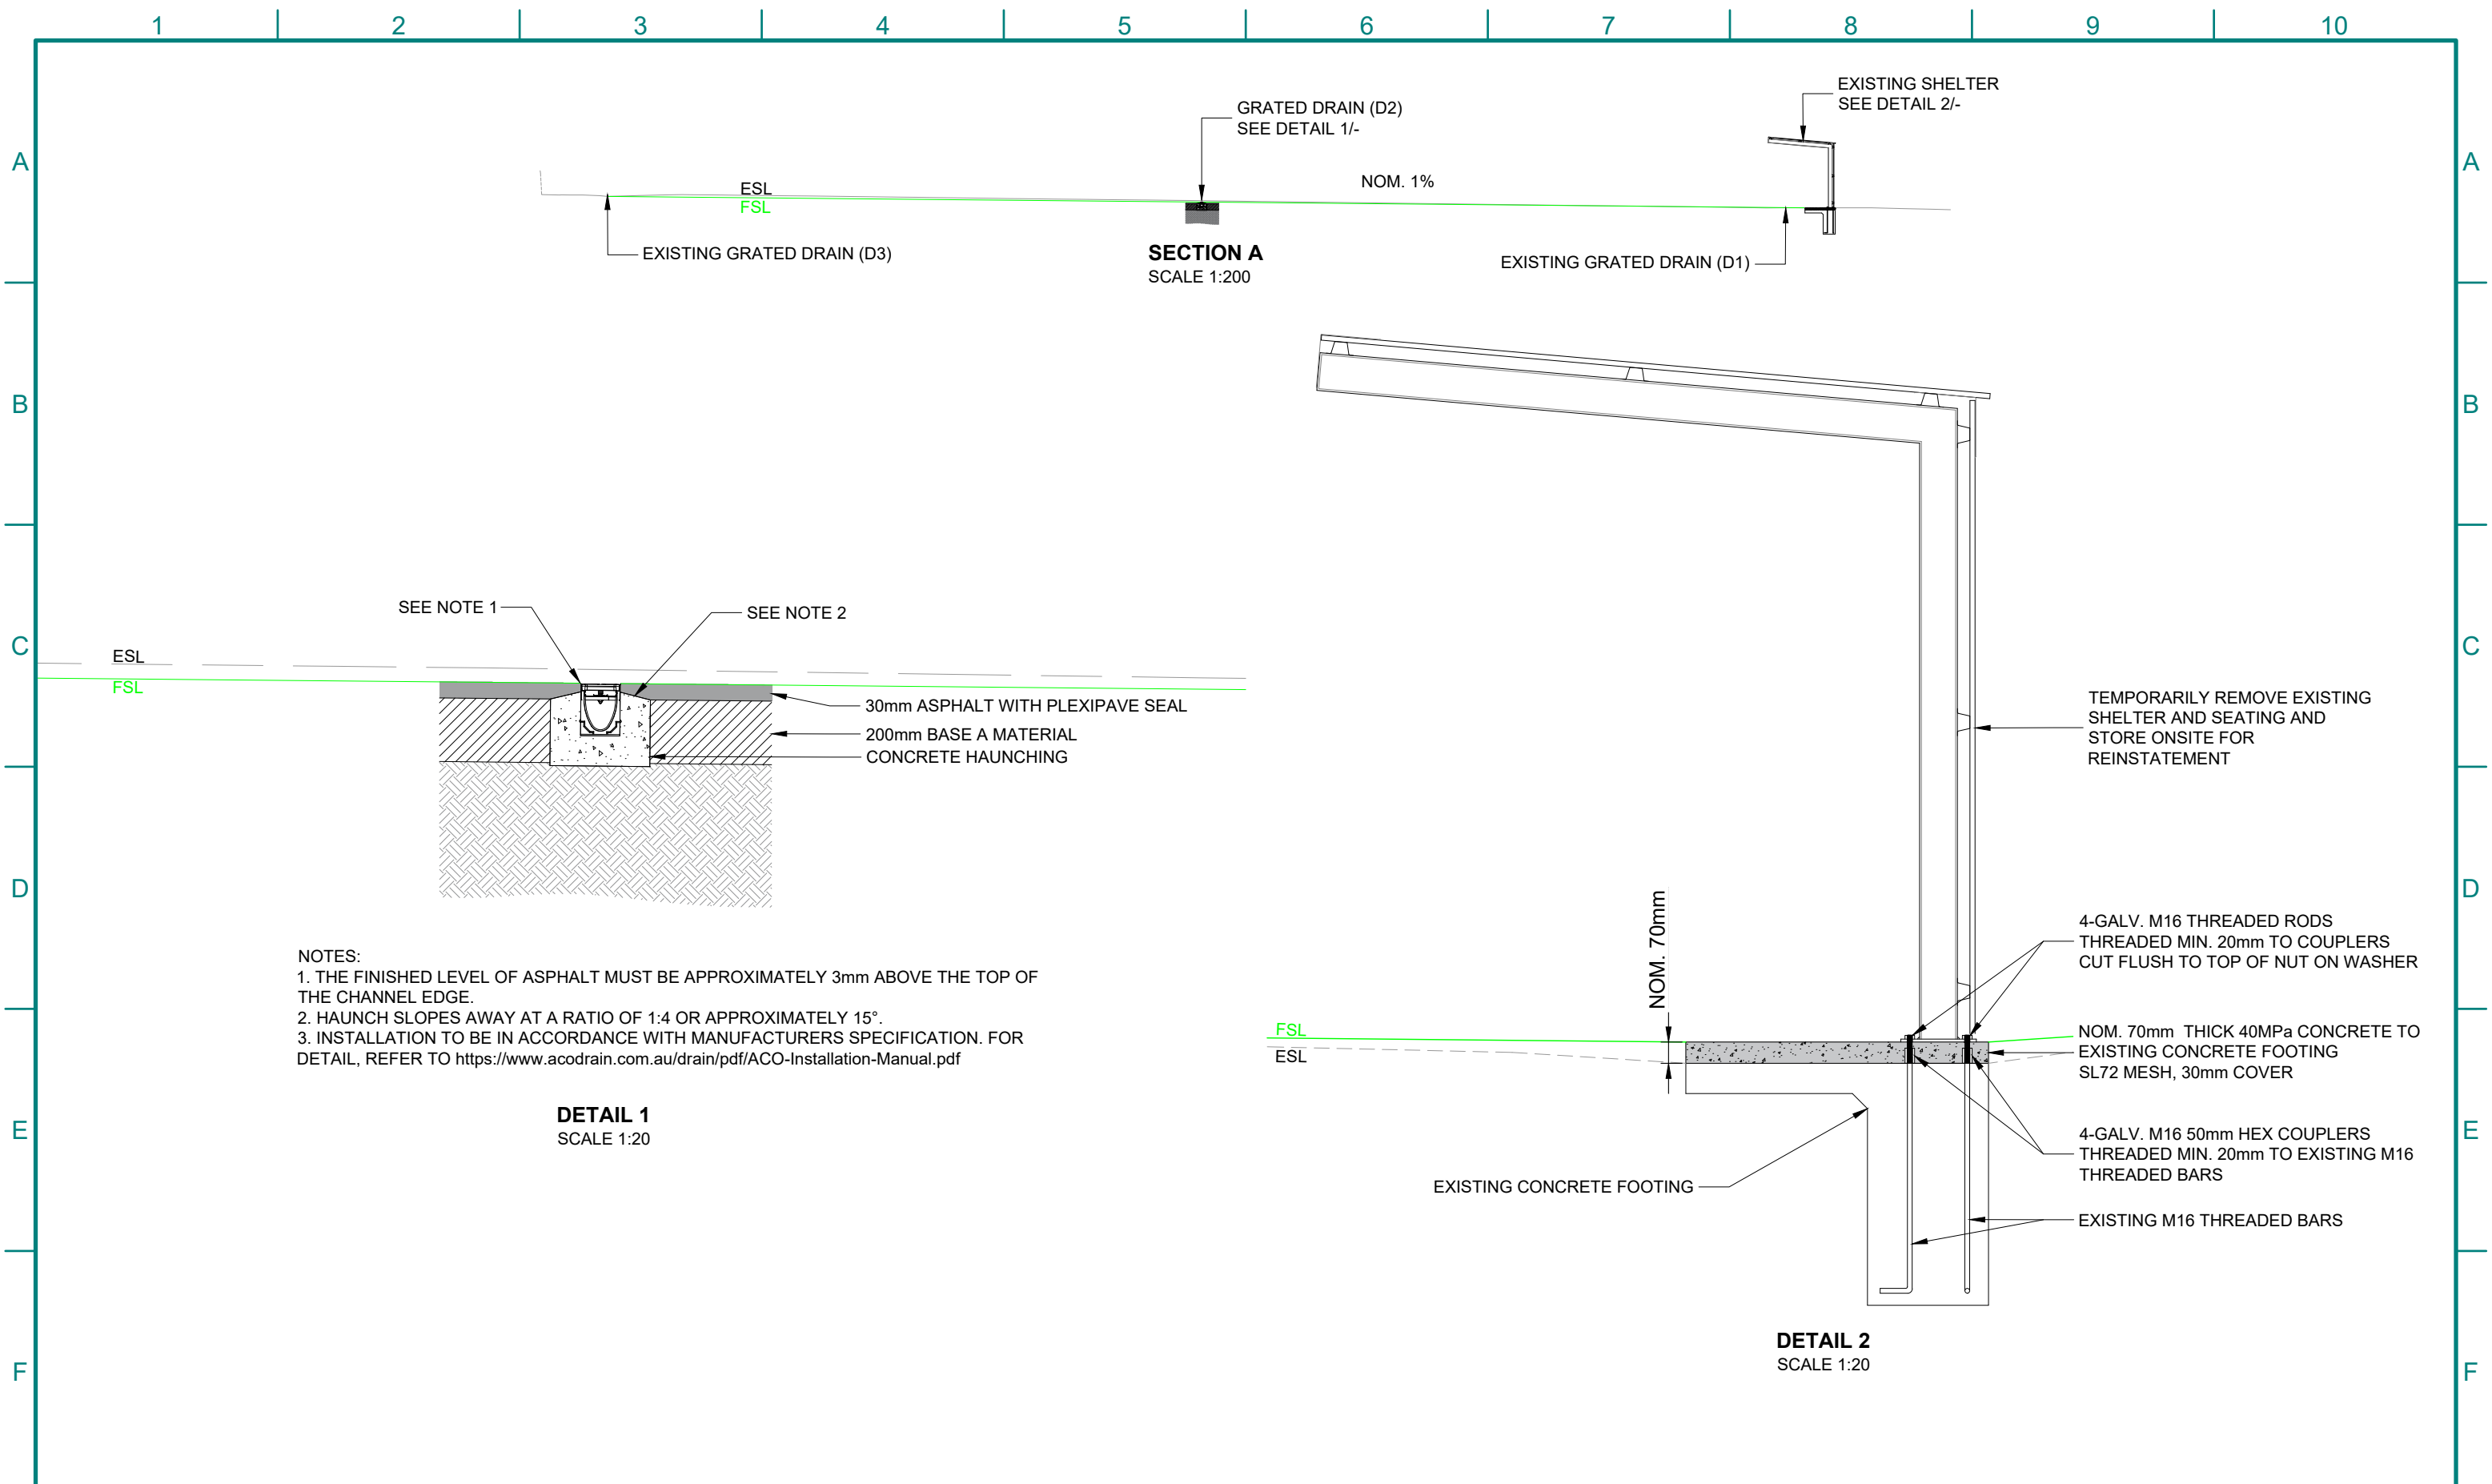 1 2 3 4 5 6 7 8 9 10
A
A
B
B
C
C
D
D
E
E
F
F
GRATED DRAIN (D2)
SEE DETAIL 1/-
EXISTING SHELTER
SEE DETAIL 2/-
ESL
FSL
NOM. 1%
EXISTING GRATED DRAIN (D3)
SECTION A
SCALE 1:200
EXISTING GRATED DRAIN (D1)
SEE NOTE 1
SEE NOTE 2
ESL
FSL
30mm ASPHALT WITH PLEXIPAVE SEAL
200mm BASE A MATERIAL
CONCRETE HAUNCHING
NOTES:
1. THE FINISHED LEVEL OF ASPHALT MUST BE APPROXIMATELY 3mm ABOVE THE TOP OF
THE CHANNEL EDGE.
2. HAUNCH SLOPES AWAY AT A RATIO OF 1:4 OR APPROXIMATELY 15°.
3. INSTALLATION TO BE IN ACCORDANCE WITH MANUFACTURERS SPECIFICATION. FOR
DETAIL, REFER TO https://www.acodrain.com.au/drain/pdf/ACO-Installation-Manual.pdf
DETAIL 1
SCALE 1:20
TEMPORARILY REMOVE EXISTING
SHELTER AND SEATING AND
STORE ONSITE FOR
REINSTATEMENT
NOM. 70mm
4-GALV. M16 THREADED RODS
THREADED MIN. 20mm TO COUPLERS
CUT FLUSH TO TOP OF NUT ON WASHER
FSL
ESL
NOM. 70mm THICK 40MPa CONCRETE TO
EXISTING CONCRETE FOOTING
SL72 MESH, 30mm COVER
4-GALV. M16 50mm HEX COUPLERS
THREADED MIN. 20mm TO EXISTING M16
THREADED BARS
EXISTING CONCRETE FOOTING
EXISTING M16 THREADED BARS
DETAIL 2
SCALE 1:20